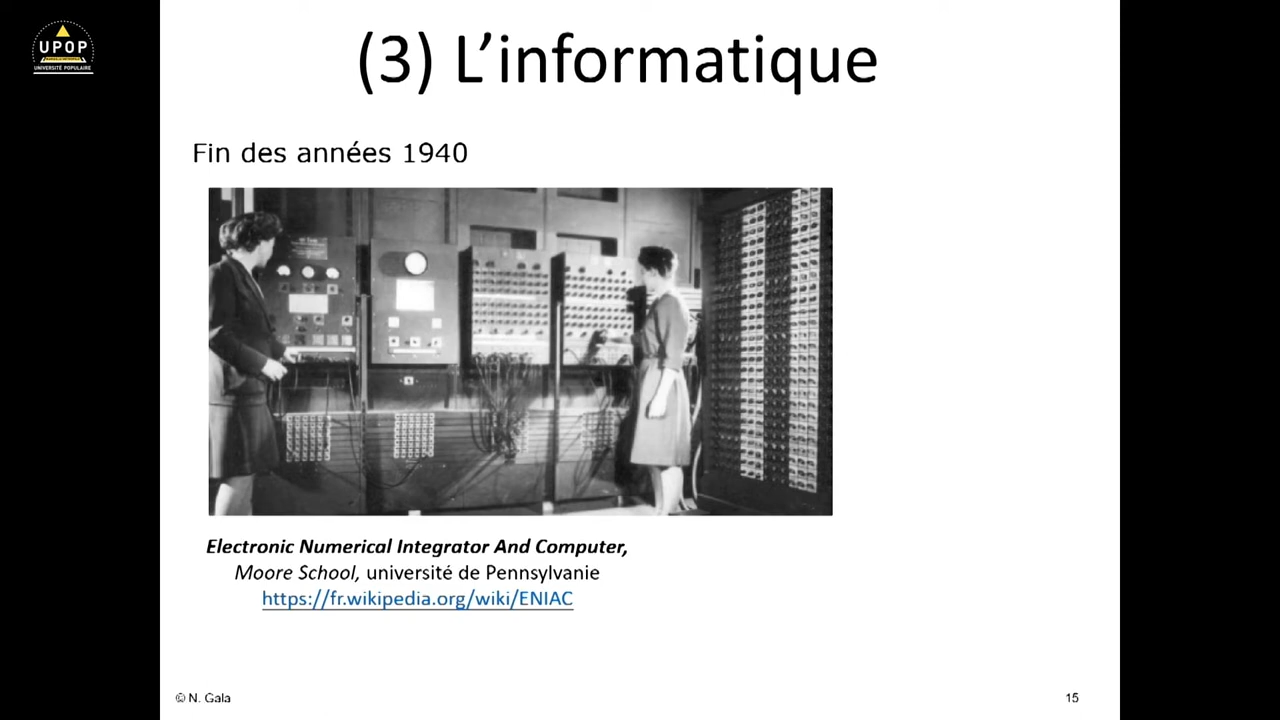 UPOP
UNIVERSITÉ POPULAIRE
(3) L’informatique
Fin des années 1940
Electronic Numerical Integrator And Computer,
Moore School, université de Pennsylvanie
https://fr.wikipedia.org/wiki/ENIAC
© N. Gala
15